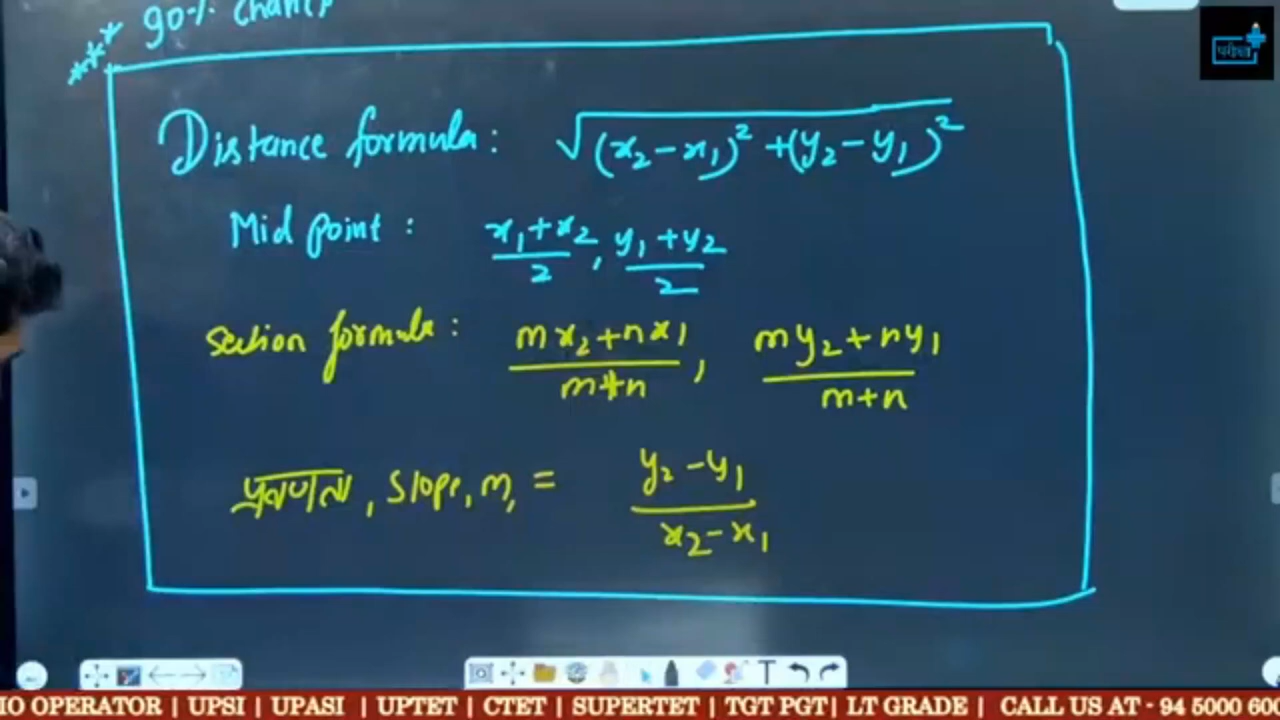 *** 90% chance
परीक्षा
Distance formula: √(x₂-x₁)² +(y₂-y₁)²
Mid point: x₁+x₂/2, y₁+y₂/2
Section formula: mx₂+nx₁/m+n, my₂+ny₁/m+n
प्रवणता, Slope, m, = y₂-y₁/x₂-x₁
T
IO OPERATOR | UPSI | UPASI | UPTET | CTET | SUPERTET | TGT PGT| LT GRADE | CALL US AT - 94 5000 600